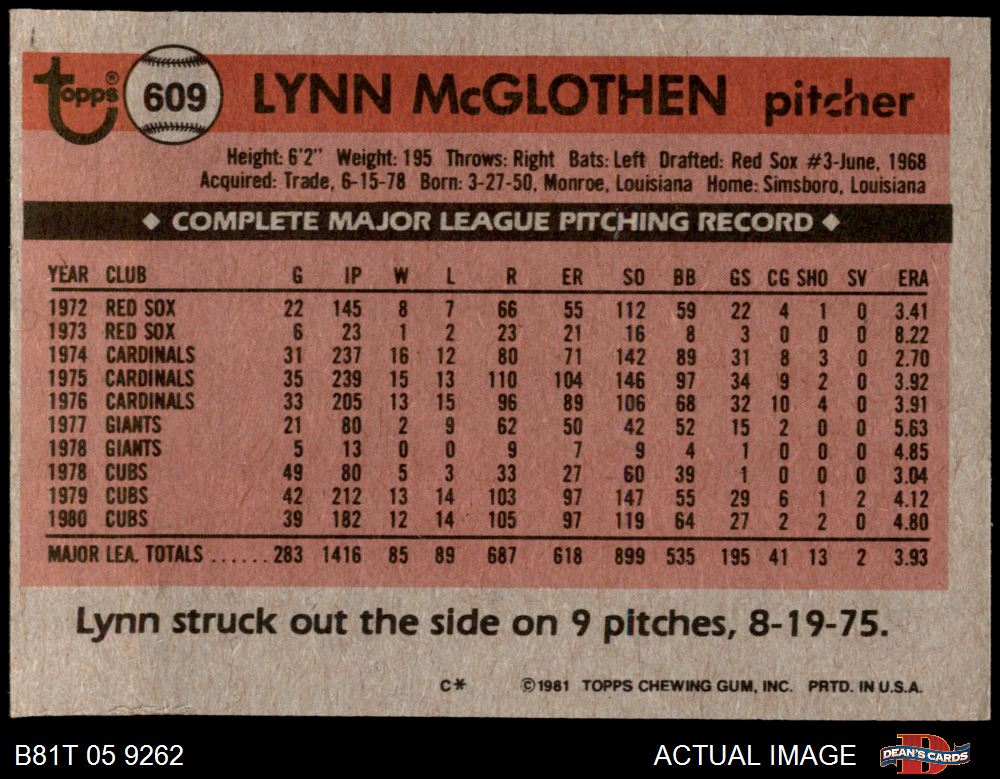 topps® 609 LYNN McGLOTHEN pitcher
Height: 6'2" Weight: 195 Throws: Right Bats: Left Drafted: Red Sox #3-June, 1968
Acquired: Trade, 6-15-78 Born: 3-27-50, Monroe, Louisiana Home: Simsboro, Louisiana
◆ COMPLETE MAJOR LEAGUE PITCHING RECORD ◆
YEAR CLUB G IP W L R ER SO BB GS CG SHO SV ERA
1972 RED SOX 22 145 8 7 66 55 112 59 22 4 1 0 3.41
1973 RED SOX 6 23 1 2 23 21 16 8 3 0 0 0 8.22
1974 CARDINALS 31 237 16 12 80 71 142 89 31 8 3 0 2.70
1975 CARDINALS 35 239 15 13 110 104 146 97 34 9 2 0 3.92
1976 CARDINALS 33 205 13 15 96 89 106 68 32 10 4 0 3.91
1977 GIANTS 21 80 2 9 62 50 42 52 15 2 0 0 5.63
1978 GIANTS 5 13 0 0 9 7 9 4 1 0 0 0 4.85
1978 CUBS 49 80 5 3 33 27 60 39 1 0 0 0 3.04
1979 CUBS 42 212 13 14 103 97 147 55 29 6 1 2 4.12
1980 CUBS 39 182 12 14 105 97 119 64 27 2 2 0 4.80
MAJOR LEA. TOTALS ...... 283 1416 85 89 687 618 899 535 195 41 13 2 3.93
Lynn struck out the side on 9 pitches, 8-19-75.
C* ©1981 TOPPS CHEWING GUM, INC. PRTD. IN U.S.A.
B81T 05 9262 ACTUAL IMAGE DEAN'S CARDS